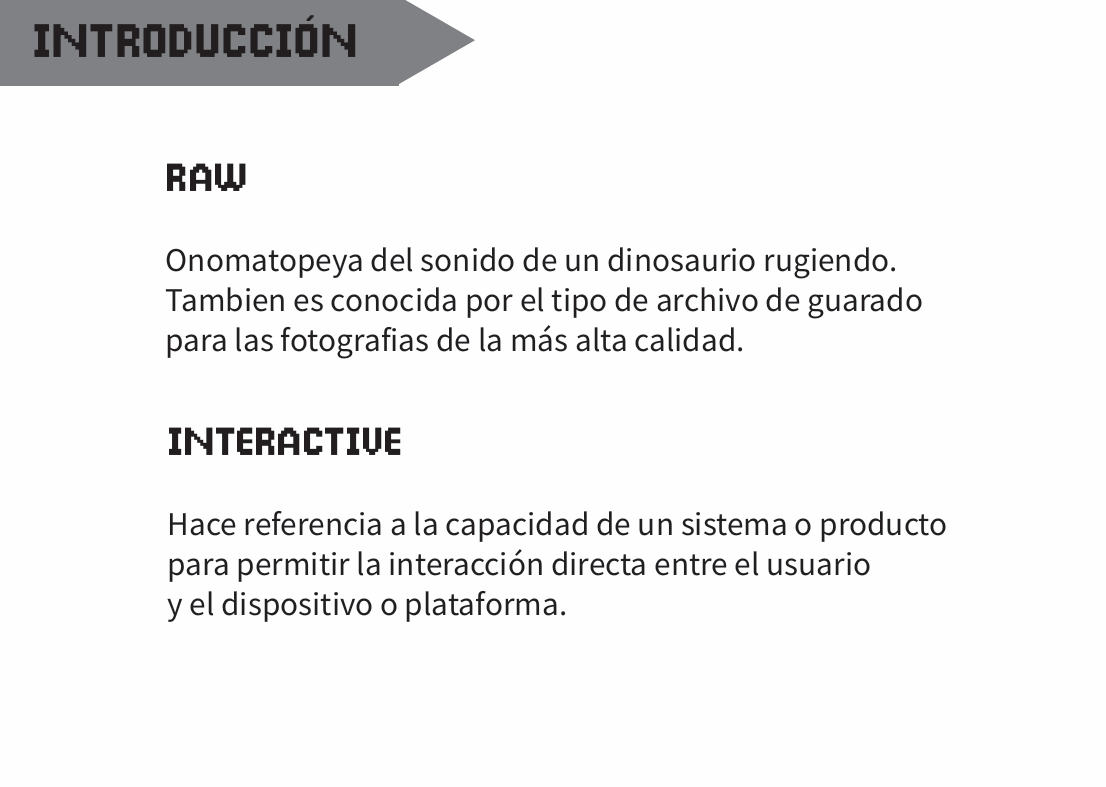 INTRODUCCIÓN
RAW
Onomatopeya del sonido de un dinosaurio rugiendo.
Tambien es conocida por el tipo de archivo de guarado
para las fotografias de la más alta calidad.
INTERACTIVE
Hace referencia a la capacidad de un sistema o producto
para permitir la interacción directa entre el usuario
y el dispositivo o plataforma.